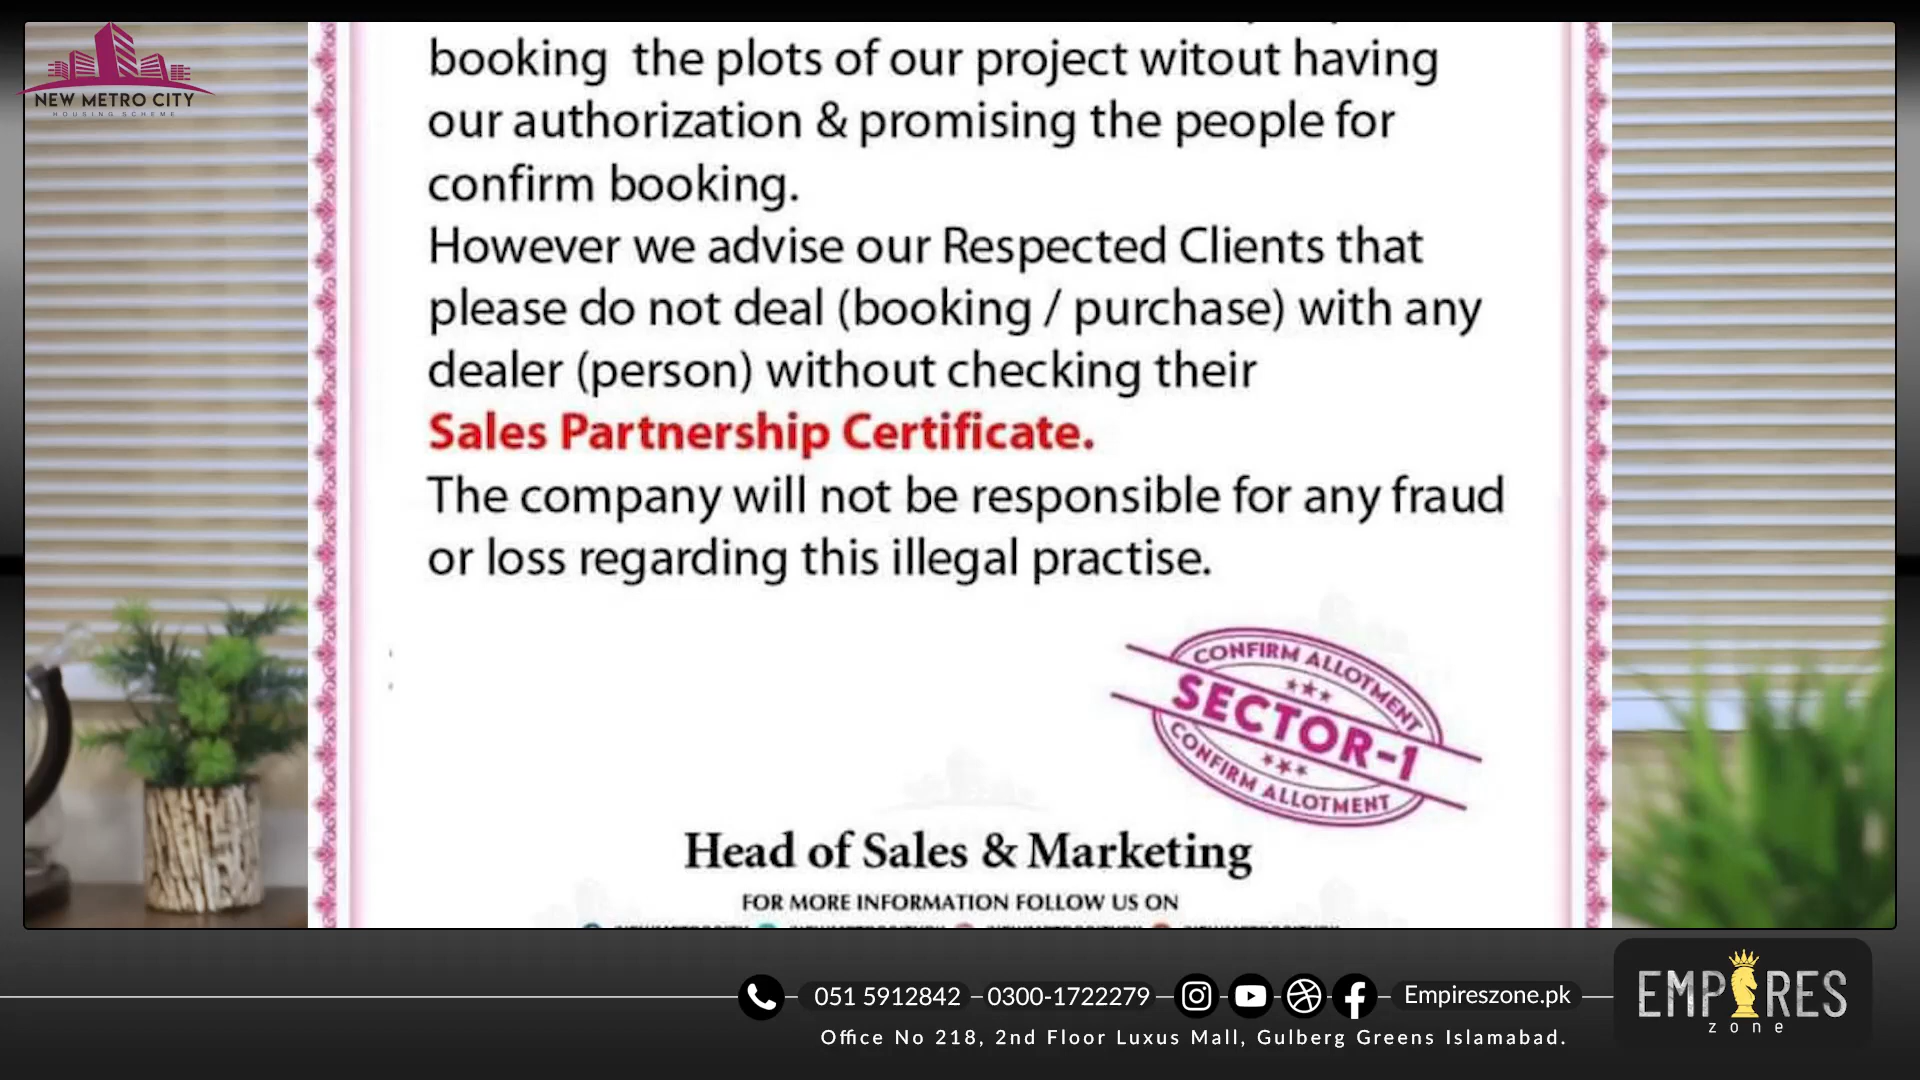 NEW METRO CITY
HOUSING SCHEME
booking the plots of our project witout having
our authorization & promising the people for
confirm booking.
However we advise our Respected Clients that
please do not deal (booking / purchase) with any
dealer (person) without checking their
Sales Partnership Certificate.
The company will not be responsible for any fraud
or loss regarding this illegal practise.
CONFIRM ALLOTMENT
SECTOR-1
CONFIRM ALLOTMENT
Head of Sales & Marketing
FOR MORE INFORMATION FOLLOW US ON
051 5912842
0300-1722279
Empireszone.pk
EMPIRES
zone
Office No 218, 2nd Floor Luxus Mall, Gulberg Greens Islamabad.